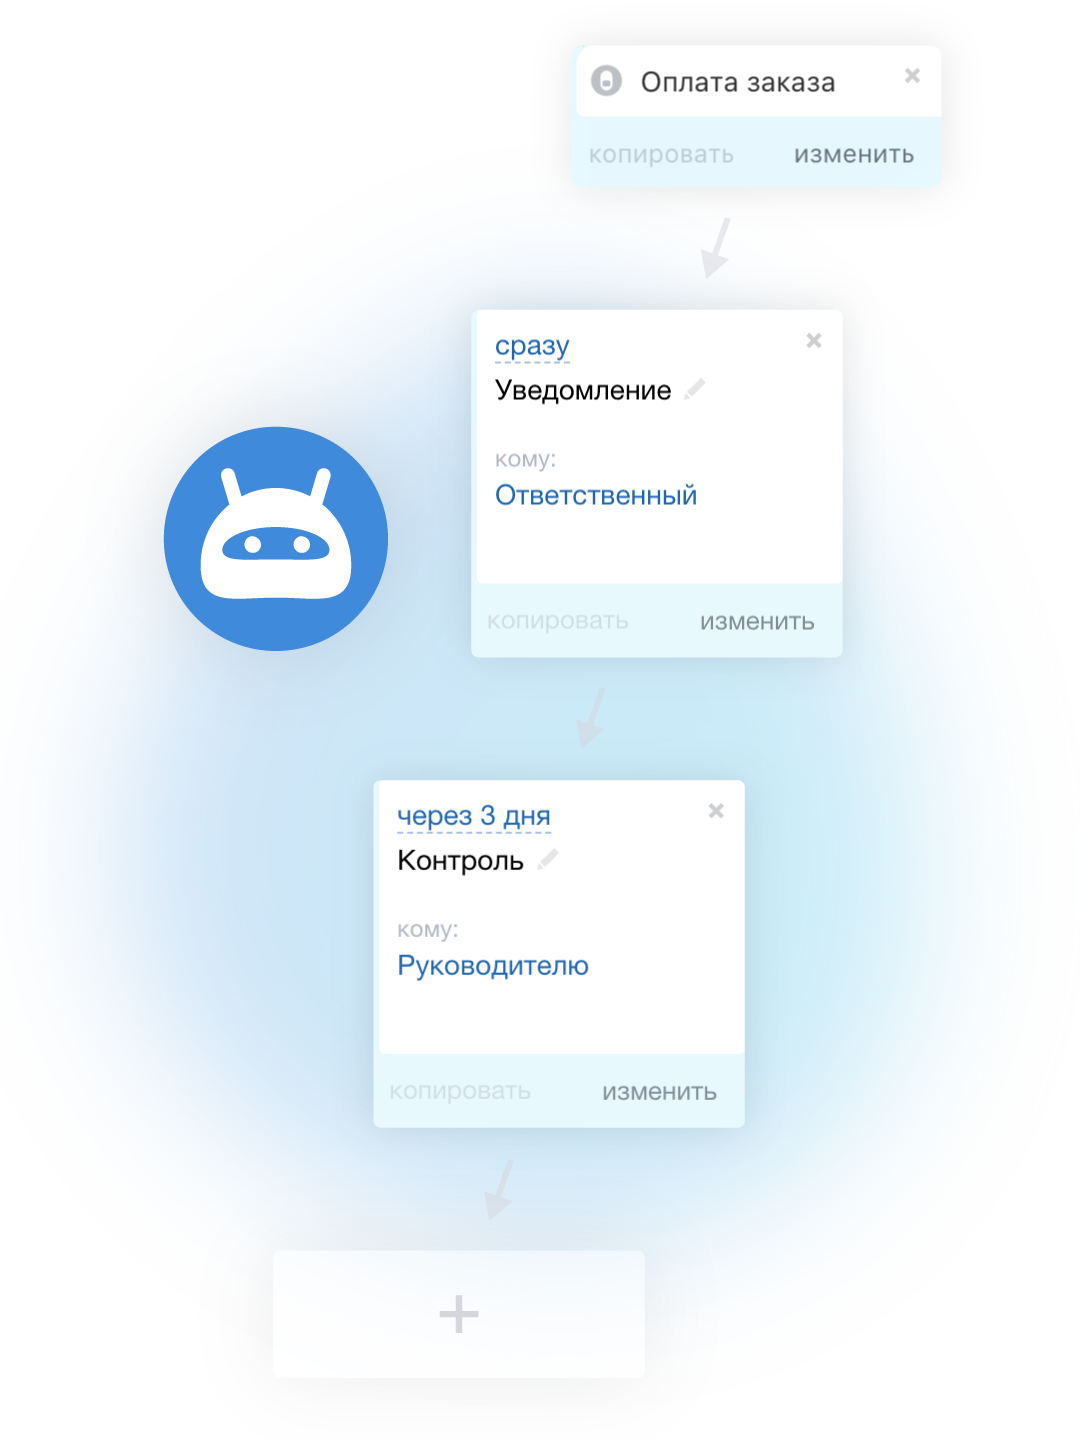 Оплата заказа
копировать изменить
сразу
Уведомление
кому:
Ответственный
копировать изменить
через 3 дня
Контроль
кому:
Руководителю
копировать изменить
+